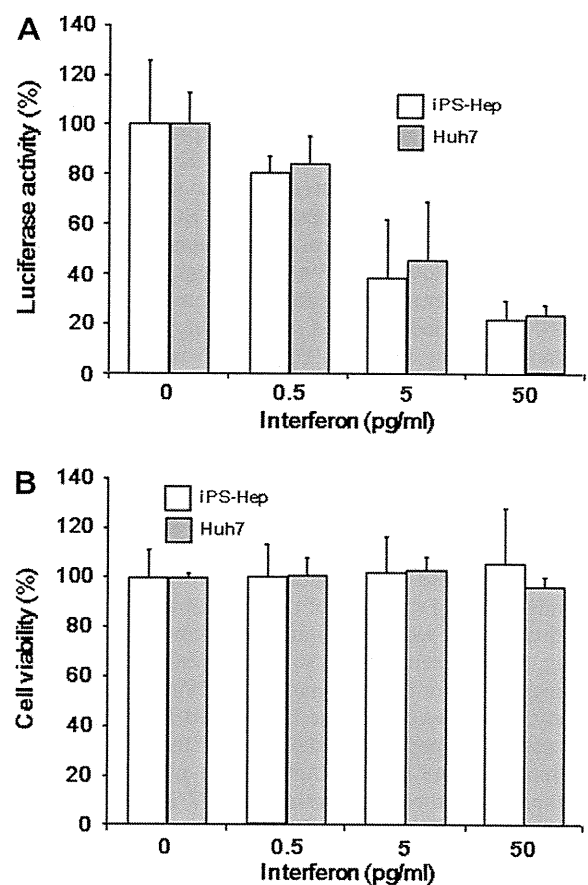 A
Luciferase activity (%)
140
120
100
80
60
40
20
0
iPS-Hep
Huh7
0 0.5 5 50
Interferon (pg/ml)
B
Cell viability (%)
140
120
100
80
60
40
20
0
iPS-Hep
Huh7
0 0.5 5 50
Interferon (pg/ml)